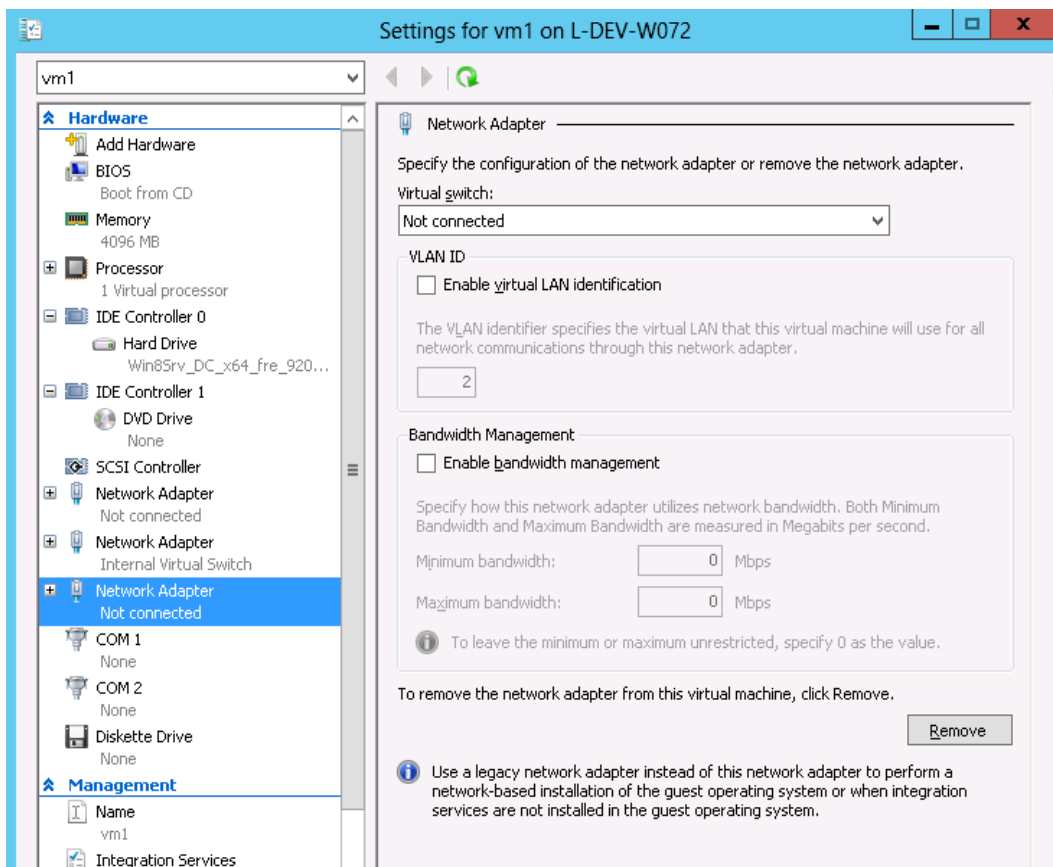 Settings for vm1 on L-DEV-W072
vm1
Hardware
Add Hardware
BIOS
Boot from CD
Memory
4096 MB
Processor
1 Virtual processor
IDE Controller 0
Hard Drive
Win8Srv_DC_x64_fre_920...
IDE Controller 1
DVD Drive
None
SCSI Controller
Network Adapter
Not connected
Network Adapter
Internal Virtual Switch
Network Adapter
Not connected
COM 1
None
COM 2
None
Diskette Drive
None
Management
Name
vm1
Integration Services
Network Adapter
Specify the configuration of the network adapter or remove the network adapter.
Virtual switch:
Not connected
VLAN ID
Enable virtual LAN identification
The VLAN identifier specifies the virtual LAN that this virtual machine will use for all
network communications through this network adapter.
2
Bandwidth Management
Enable bandwidth management
Specify how this network adapter utilizes network bandwidth. Both Minimum
Bandwidth and Maximum Bandwidth are measured in Megabits per second.
Minimum bandwidth: 0 Mbps
Maximum bandwidth: 0 Mbps
To leave the minimum or maximum unrestricted, specify 0 as the value.
To remove the network adapter from this virtual machine, click Remove.
Remove
Use a legacy network adapter instead of this network adapter to perform a
network-based installation of the guest operating system or when integration
services are not installed in the guest operating system.